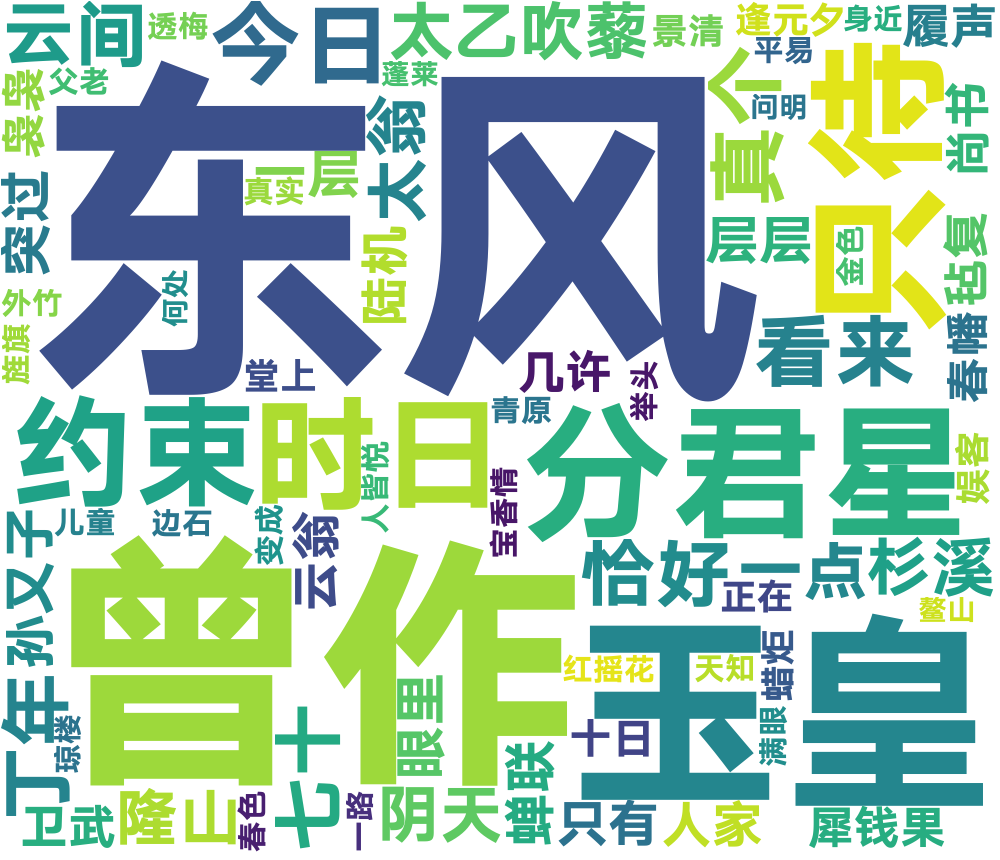 云间
透梅
今日
太乙吹藜
景清
逢元夕
身近
履声
袅袅
父老
蓬莱
平易
东风
太翁
真个
问明
只待
尚书
一层
真实
突过
层层
金色
毡复
陆机
何处
外竹
旌旗
春幡
看来
堂上
几许
举头
约束
时日
青原
分君星
娱客
人皆悦
宝香情
儿童
边石
变成
云翁
孙又子
恰好一点
杉溪
正在
鳌山
曾作
玉皇
红摇花
天知
蜡炬
丁年
琼楼
七十
眼里
蝉联
十日
满眼
卫武
隆山
春色
一路
阴天
只有
人家
犀钱果